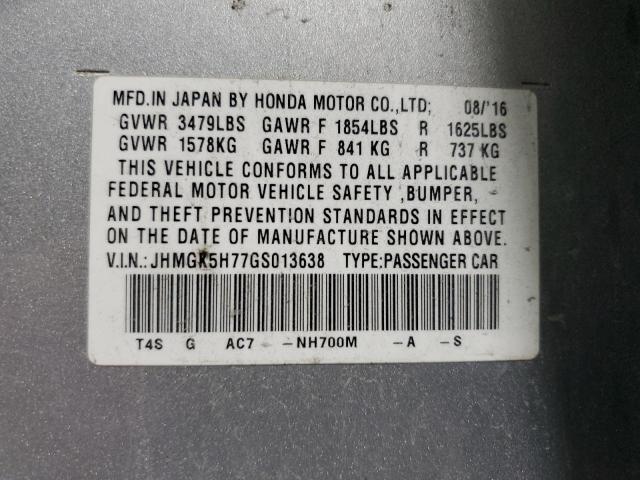 MFD.IN JAPAN BY HONDA MOTOR CO.,LTD; 08/'16
GVWR 3479LBS GAWR F 1854LBS R 1625LBS
GVWR 1578KG GAWR F 841 KG R 737 KG
THIS VEHICLE CONFORMS TO ALL APPLICABLE
FEDERAL MOTOR VEHICLE SAFETY ,BUMPER,
AND THEFT PREVENTION STANDARDS IN EFFECT
ON THE DATE OF MANUFACTURE SHOWN ABOVE.
V.I.N.: JHMGK5H77GS013638 TYPE:PASSENGER CAR
T4S G AC7 -NH700M -A -S